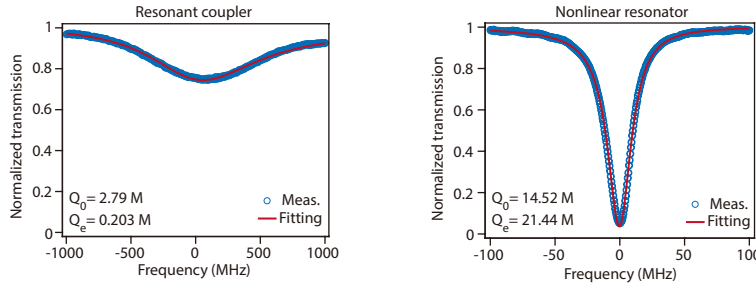 Resonant coupler
Normalized transmission
1
0.8
0.6
0.4
0.2
0
Q0= 2.79 M
Qe= 0.203 M
Meas.
Fitting
-1000 -500 0 500 1000
Frequency (MHz)
Nonlinear resonator
Normalized transmission
1
0.8
0.6
0.4
0.2
0
Q0= 14.52 M
Qe= 21.44 M
Meas.
Fitting
-100 -50 0 50 100
Frequency (MHz)